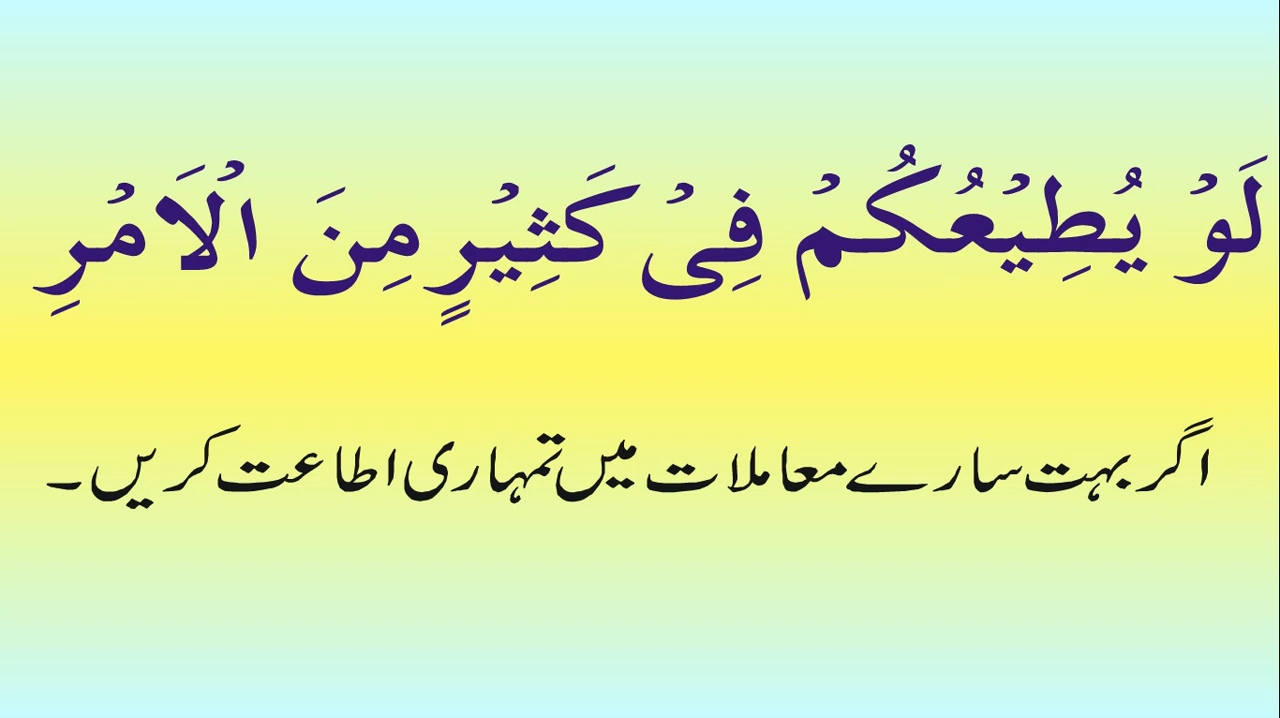 لَوۡ يُطِيۡعُكُمۡ فِىۡ كَثِيۡرٍ مِنَ الۡاَمۡرِ
اگر بہت سارے معاملات میں تمہاری اطاعت کریں۔